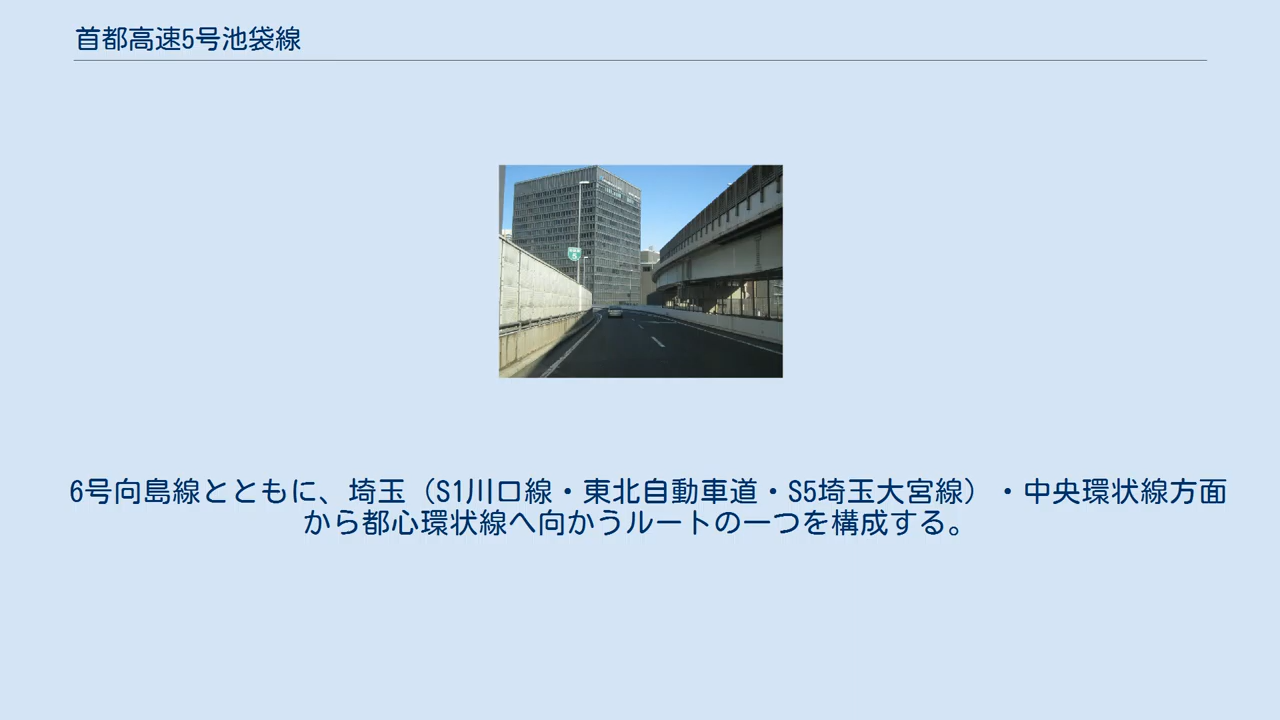 首都高速5号池袋線
6号向島線とともに、埼玉（S1川口線・東北自動車道・S5埼玉大宮線）・中央環状線方面
から都心環状線へ向かうルートの一つを構成する。